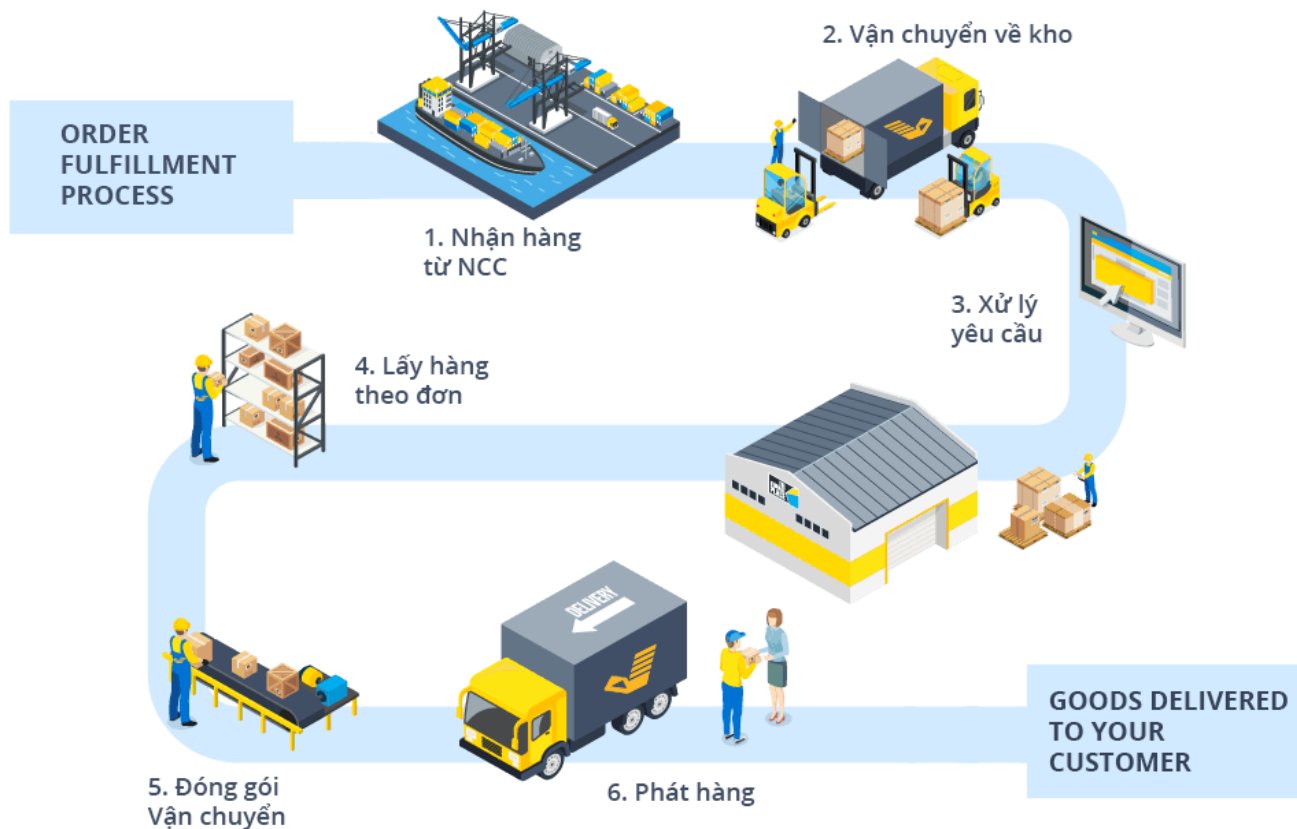 ORDER
FULFILLMENT
PROCESS
1. Nhận hàng
từ NCC
2. Vận chuyển về kho
3. Xử lý
yêu cầu
4. Lấy hàng
theo đơn
5. Đóng gói
Vận chuyển
DELIVERY
6. Phát hàng
GOODS DELIVERED
TO YOUR
CUSTOMER